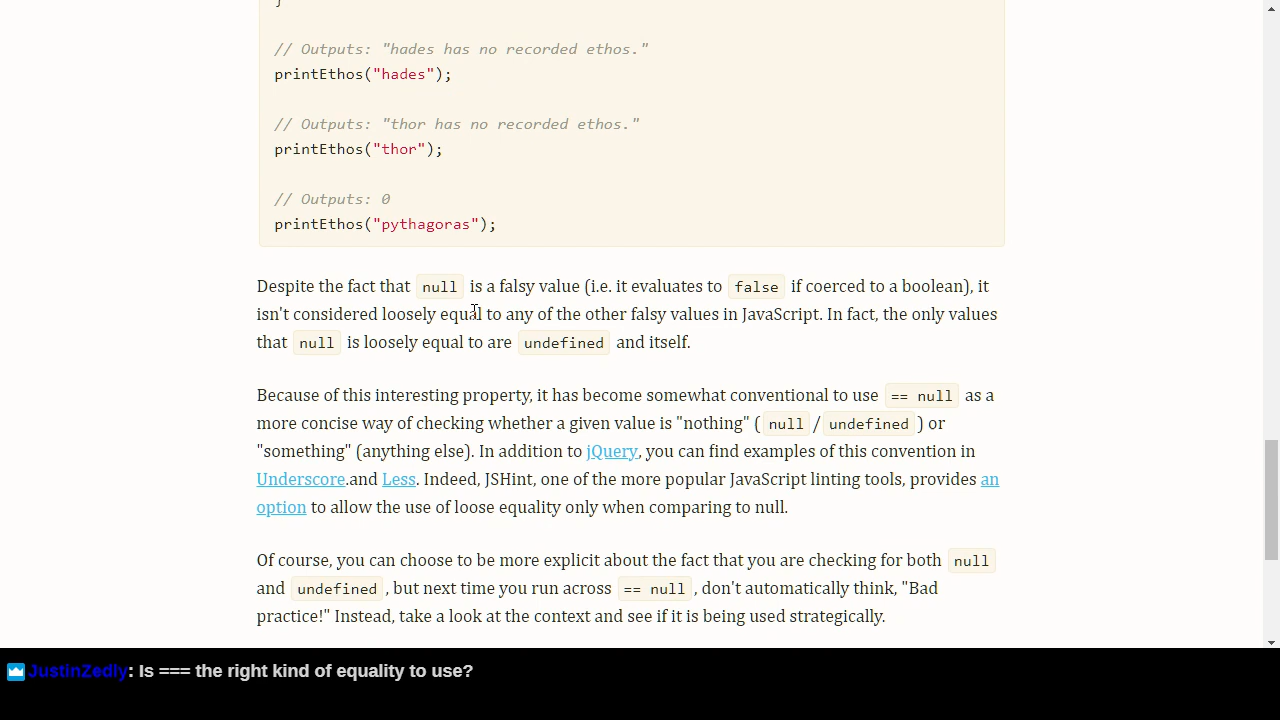 }
// Outputs: "hades has no recorded ethos."
printEthos("hades");
// Outputs: "thor has no recorded ethos."
printEthos("thor");
// Outputs: 0
printEthos("pythagoras");
Despite the fact that null is a falsy value (i.e. it evaluates to false if coerced to a boolean), it
isn't considered loosely equal to any of the other falsy values in JavaScript. In fact, the only values
that null is loosely equal to are undefined and itself.
Because of this interesting property, it has become somewhat conventional to use == null as a
more concise way of checking whether a given value is "nothing" ( null / undefined ) or
"something" (anything else). In addition to jQuery, you can find examples of this convention in
Underscore.and Less. Indeed, JSHint, one of the more popular JavaScript linting tools, provides an
option to allow the use of loose equality only when comparing to null.
Of course, you can choose to be more explicit about the fact that you are checking for both null
and undefined , but next time you run across == null , don't automatically think, "Bad
practice!" Instead, take a look at the context and see if it is being used strategically.
JustinZedly: Is === the right kind of equality to use?